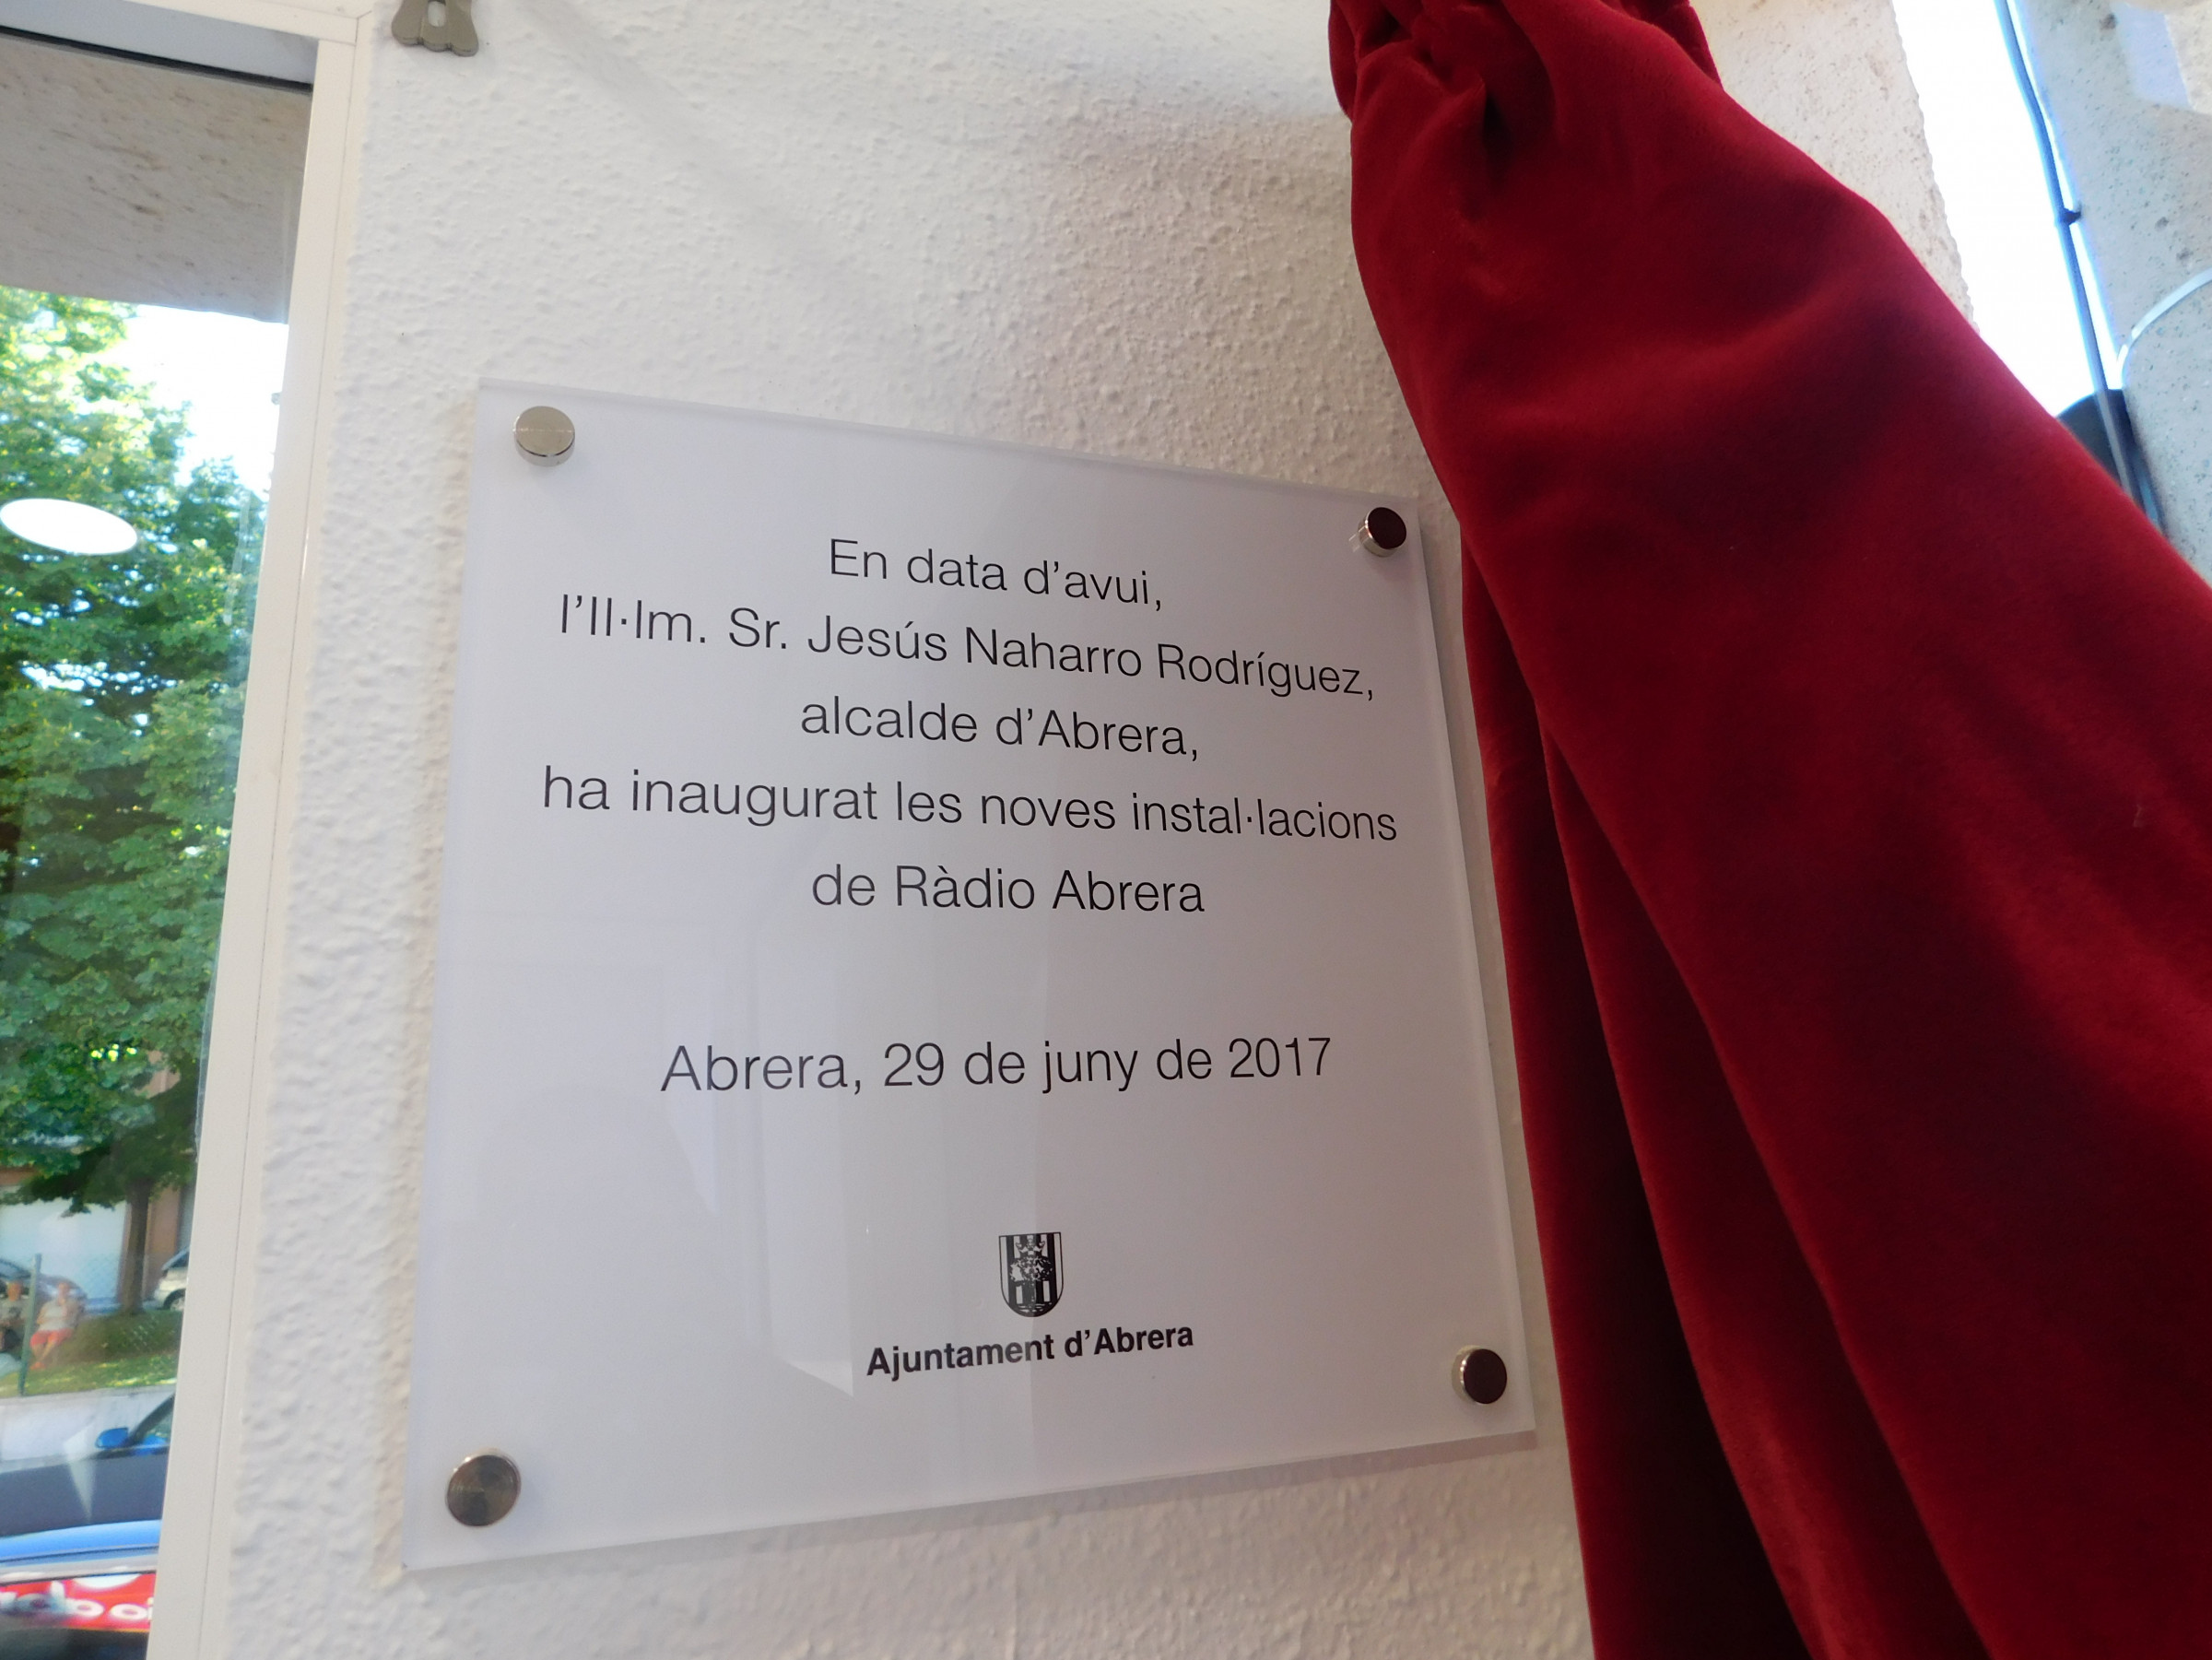 En data d'avui,
l'Il·lm. Sr. Jesús Naharro Rodríguez,
alcalde d'Abrera,
ha inaugurat les noves instal·lacions
de Ràdio Abrera
Abrera, 29 de juny de 2017
Ajuntament d'Abrera